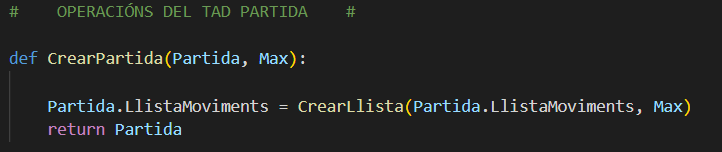 #    OPERACIÓNS DEL TAD PARTIDA    #
def CrearPartida(Partida, Max):
    Partida.LlistaMoviments = CrearLlista(Partida.LlistaMoviments, Max)
    return Partida